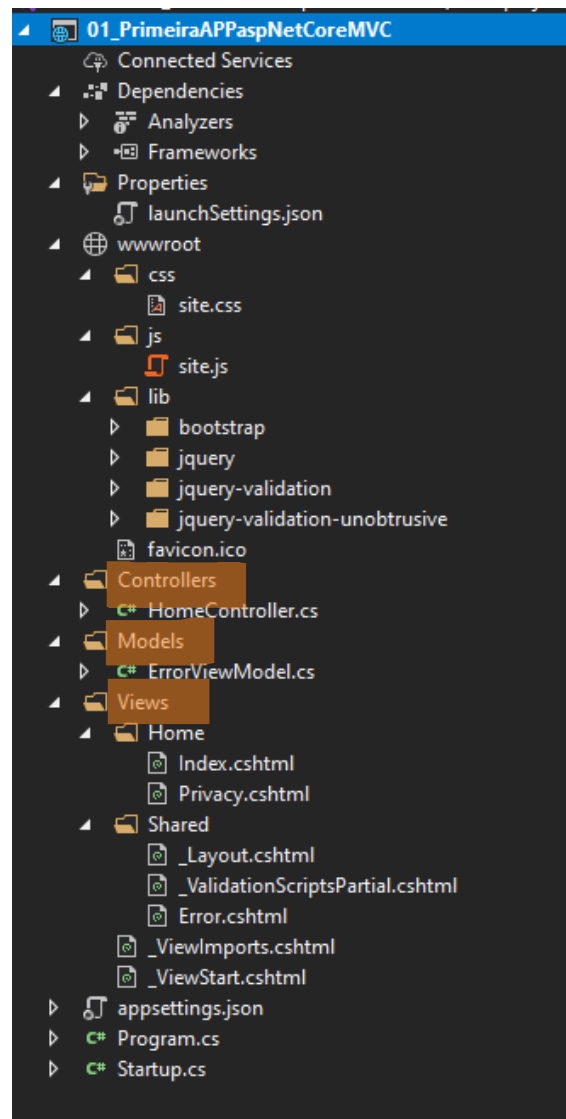 01_PrimeiraAPPaspNetCoreMVC
Connected Services
Dependencies
Analyzers
Frameworks
Properties
launchSettings.json
wwwroot
css
site.css
js
site.js
lib
bootstrap
jquery
jquery-validation
jquery-validation-unobtrusive
favicon.ico
Controllers
C# HomeController.cs
Models
C# ErrorViewModel.cs
Views
Home
Index.cshtml
Privacy.cshtml
Shared
_Layout.cshtml
_ValidationScriptsPartial.cshtml
Error.cshtml
_ViewImports.cshtml
_ViewStart.cshtml
appsettings.json
C# Program.cs
C# Startup.cs